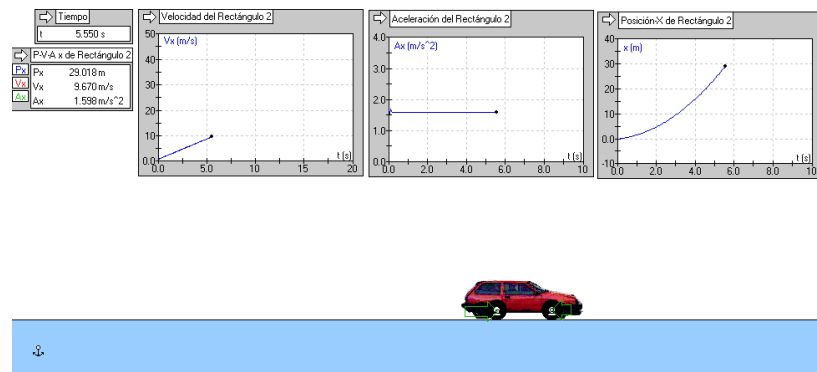 Tiempo
t 5.550 s
P-V-A x de Rectángulo 2
Px Px 29.018 m
Vx Vx 9.670 m/s
Ax Ax 1.598 m/s^2
Velocidad del Rectángulo 2
Vx (m/s)
50
40
30
20
10
0.0
0.0 5.0 10 15 20
t (s)
Aceleración del Rectángulo 2
Ax (m/s^2)
4.0
3.0
2.0
1.0
0.0
0.0 2.0 4.0 6.0 8.0 10
t (s)
Posición-X de Rectángulo 2
x (m)
40
30
20
10
0.0
-10
0.0 2.0 4.0 6.0 8.0 10
t (s)